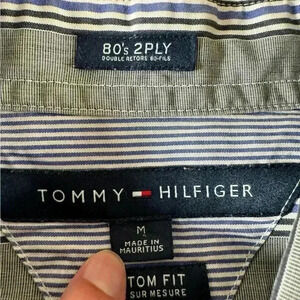 80's 2PLY
DOUBLE RETORS 80-FILS
TOMMY HILFIGER
M
MADE IN
MAURITIUS
TOM FIT
SUR MESURE